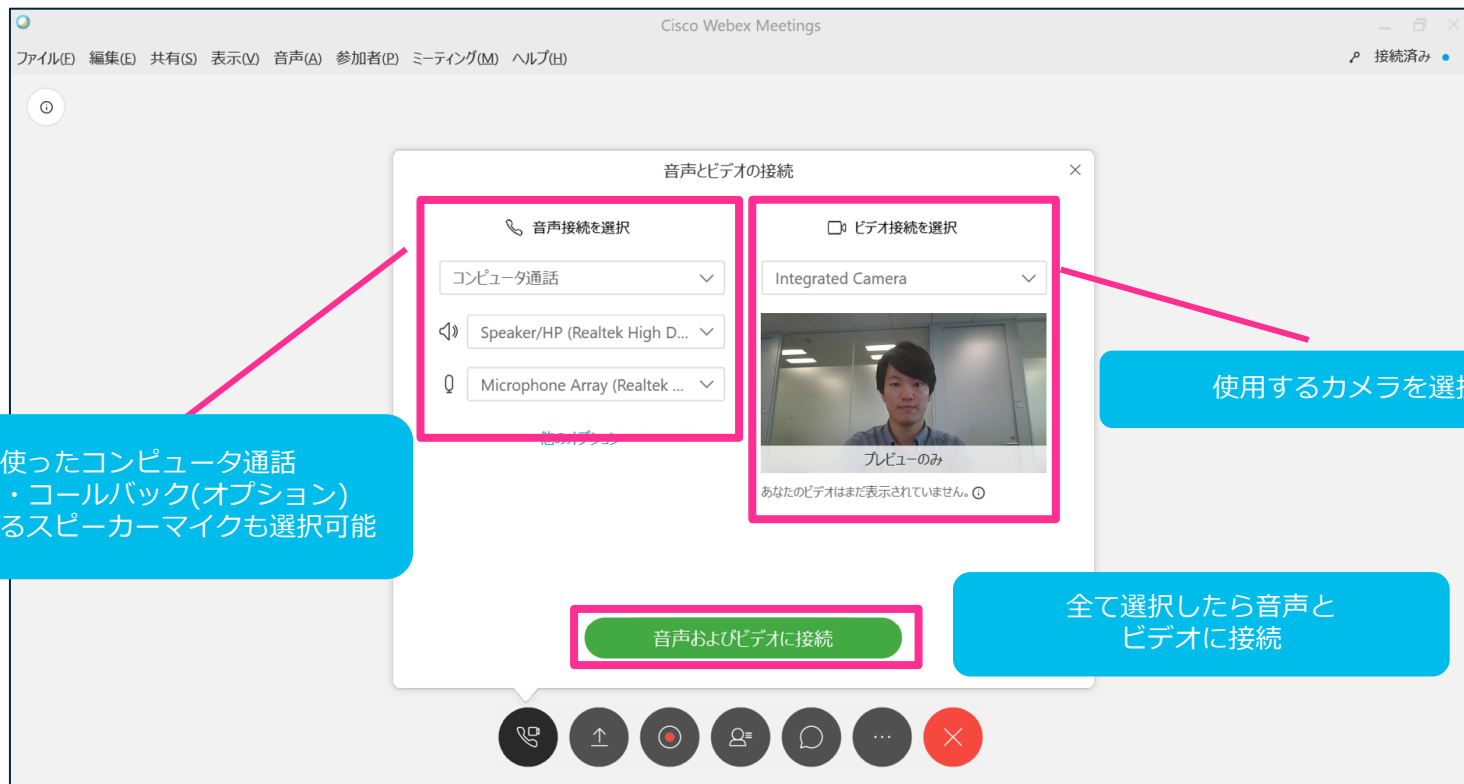 Cisco Webex Meetings
ファイル(F) 編集(E) 共有(S) 表示(V) 音声(A) 参加者(P) ミーティング(M) ヘルプ(H)
接続済み
音声とビデオの接続
音声接続を選択
コンピュータ通話
Speaker/HP (Realtek High D...
Microphone Array (Realtek ...
他のオプション
ビデオ接続を選択
Integrated Camera
プレビューのみ
あなたのビデオはまだ表示されていません。
使ったコンピュータ通話
・コールバック(オプション)
るスピーカーマイクも選択可能
使用するカメラを選
音声およびビデオに接続
全て選択したら音声と
ビデオに接続